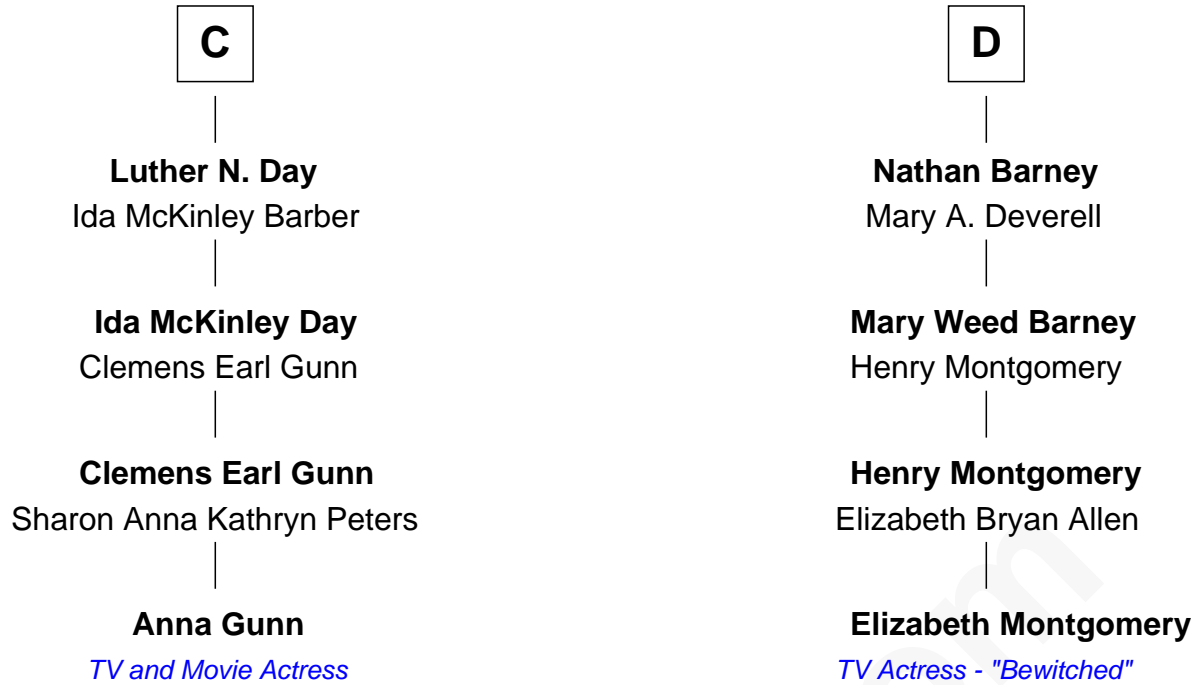 C
Luther N. Day
Ida McKinley Barber
Ida McKinley Day
Clemens Earl Gunn
Clemens Earl Gunn
Sharon Anna Kathryn Peters
Anna Gunn
TV and Movie Actress
D
Nathan Barney
Mary A. Deverell
Mary Weed Barney
Henry Montgomery
Henry Montgomery
Elizabeth Bryan Allen
Elizabeth Montgomery
TV Actress - "Bewitched"